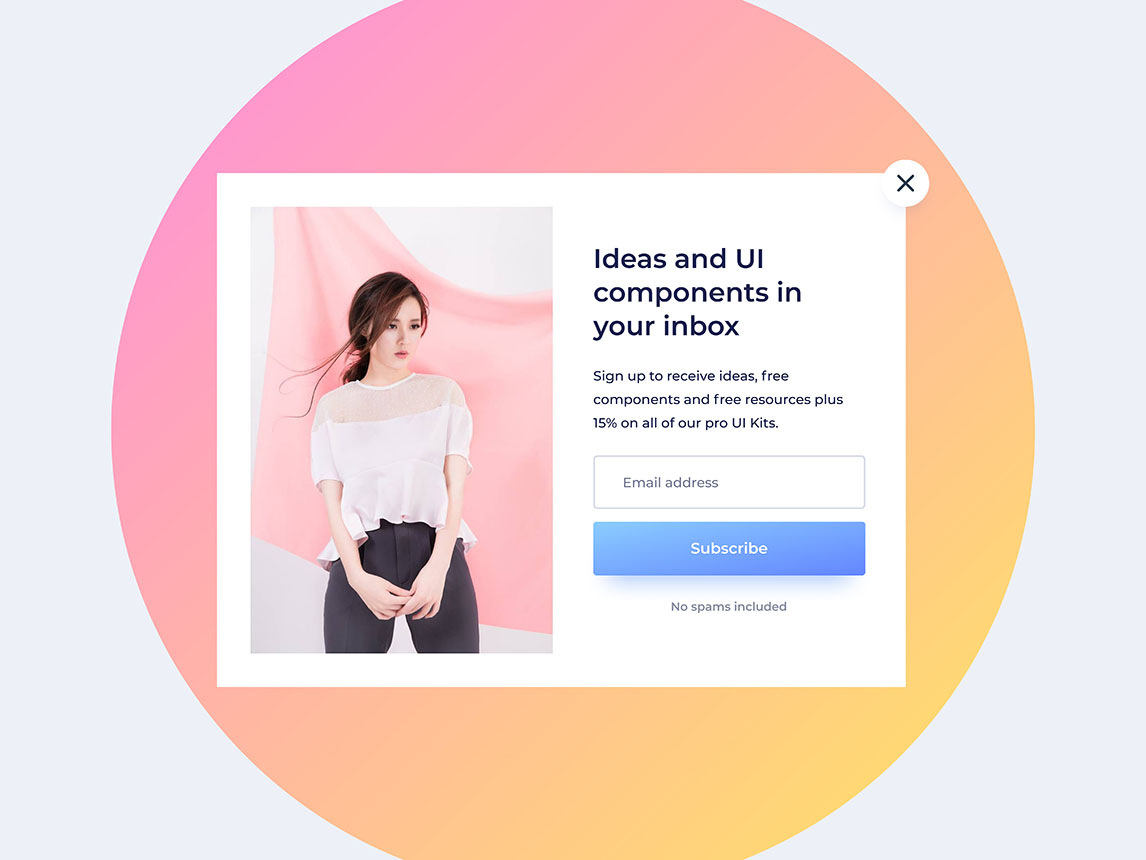 Ideas and UI
components in
your inbox
Sign up to receive ideas, free
components and free resources plus
15% on all of our pro UI Kits.
Email address
Subscribe
No spams included